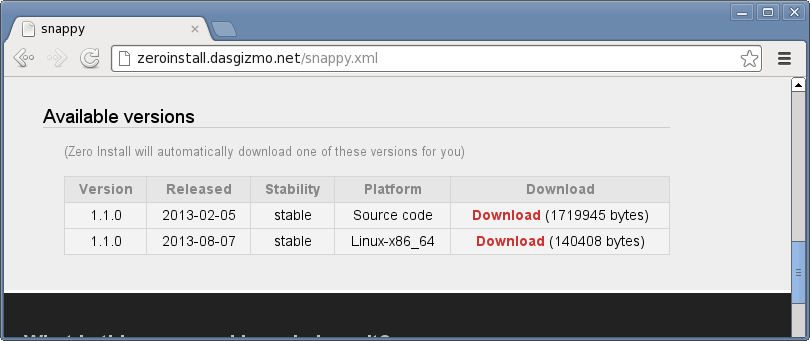 snappy
zeroinstall.dasgizmo.net/snappy.xml
Available versions
(Zero Install will automatically download one of these versions for you)
Version Released Stability Platform Download
1.1.0 2013-02-05 stable Source code Download (1719945 bytes)
1.1.0 2013-08-07 stable Linux-x86_64 Download (140408 bytes)